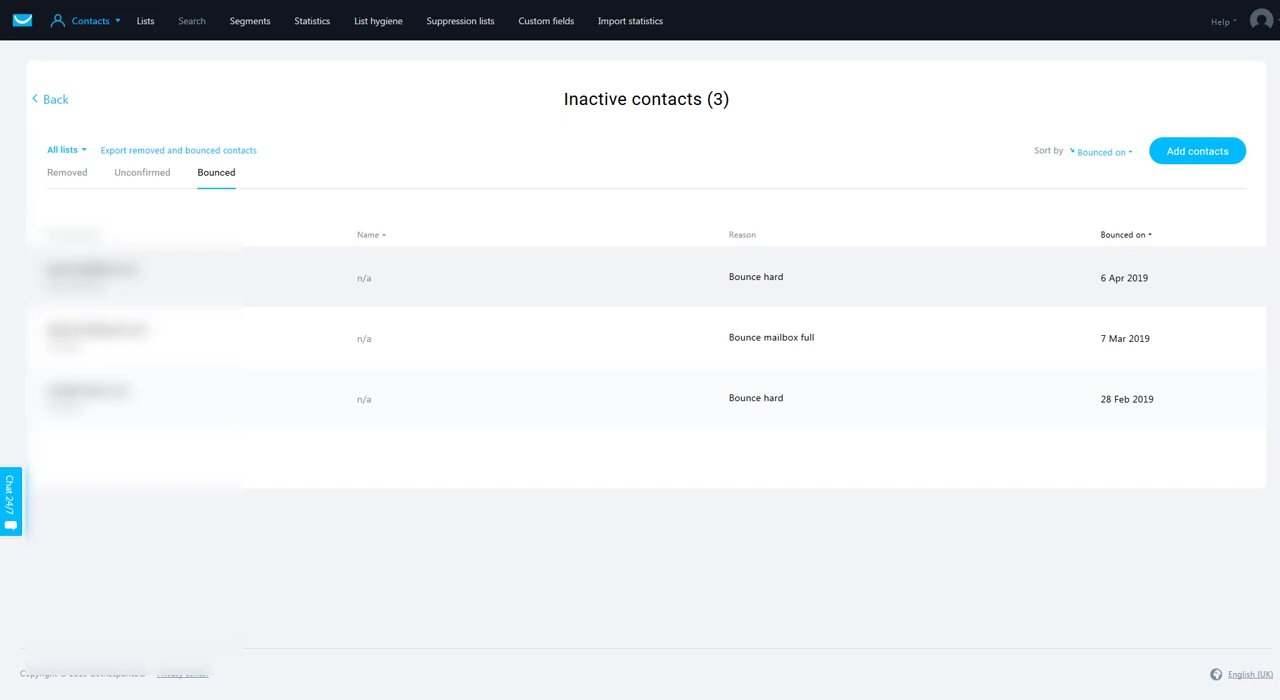 Contacts Lists Search Segments Statistics List hygiene Suppression lists Custom fields Import statistics Help
Back
Inactive contacts (3)
All lists Export removed and bounced contacts Sort by Bounced on Add contacts
Removed Unconfirmed Bounced
Name Reason Bounced on
n/a Bounce hard 6 Apr 2019
n/a Bounce mailbox full 7 Mar 2019
n/a Bounce hard 28 Feb 2019
Chat 24/7
English (UK)